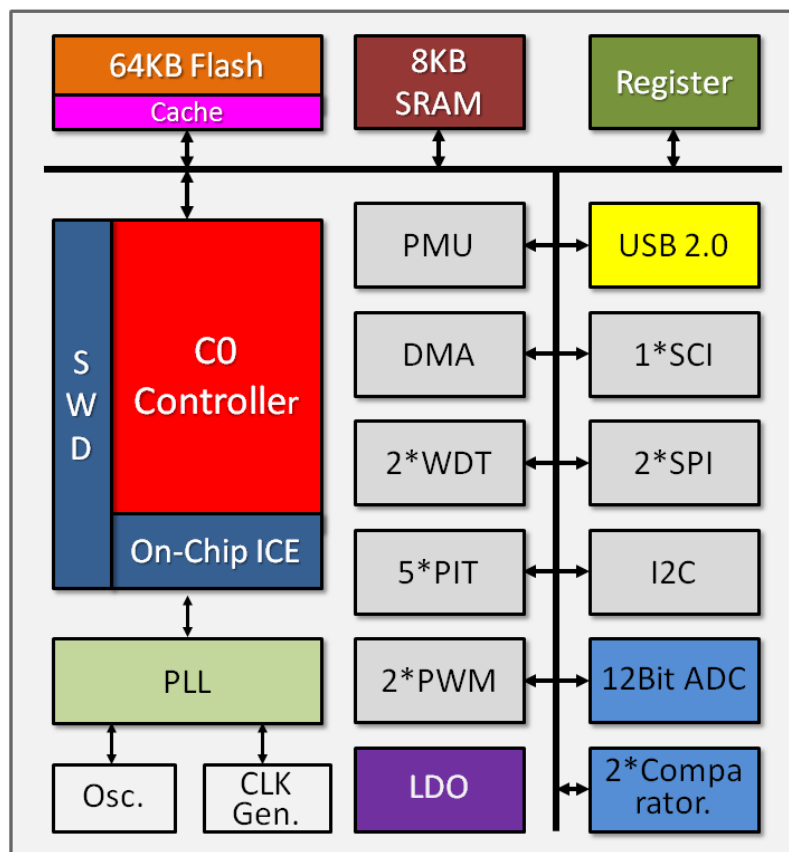 64KB Flash
Cache
8KB
SRAM
Register
S
W
D
C0
Controller
On-Chip ICE
PMU
USB 2.0
DMA
1*SCI
2*WDT
2*SPI
5*PIT
I2C
PLL
2*PWM
12Bit ADC
Osc.
CLK
Gen.
LDO
2*Compa
rator.